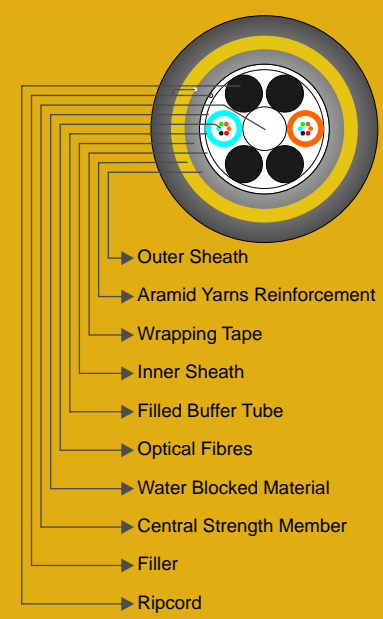 Outer Sheath
Aramid Yarns Reinforcement
Wrapping Tape
Inner Sheath
Filled Buffer Tube
Optical Fibres
Water Blocked Material
Central Strength Member
Filler
Ripcord